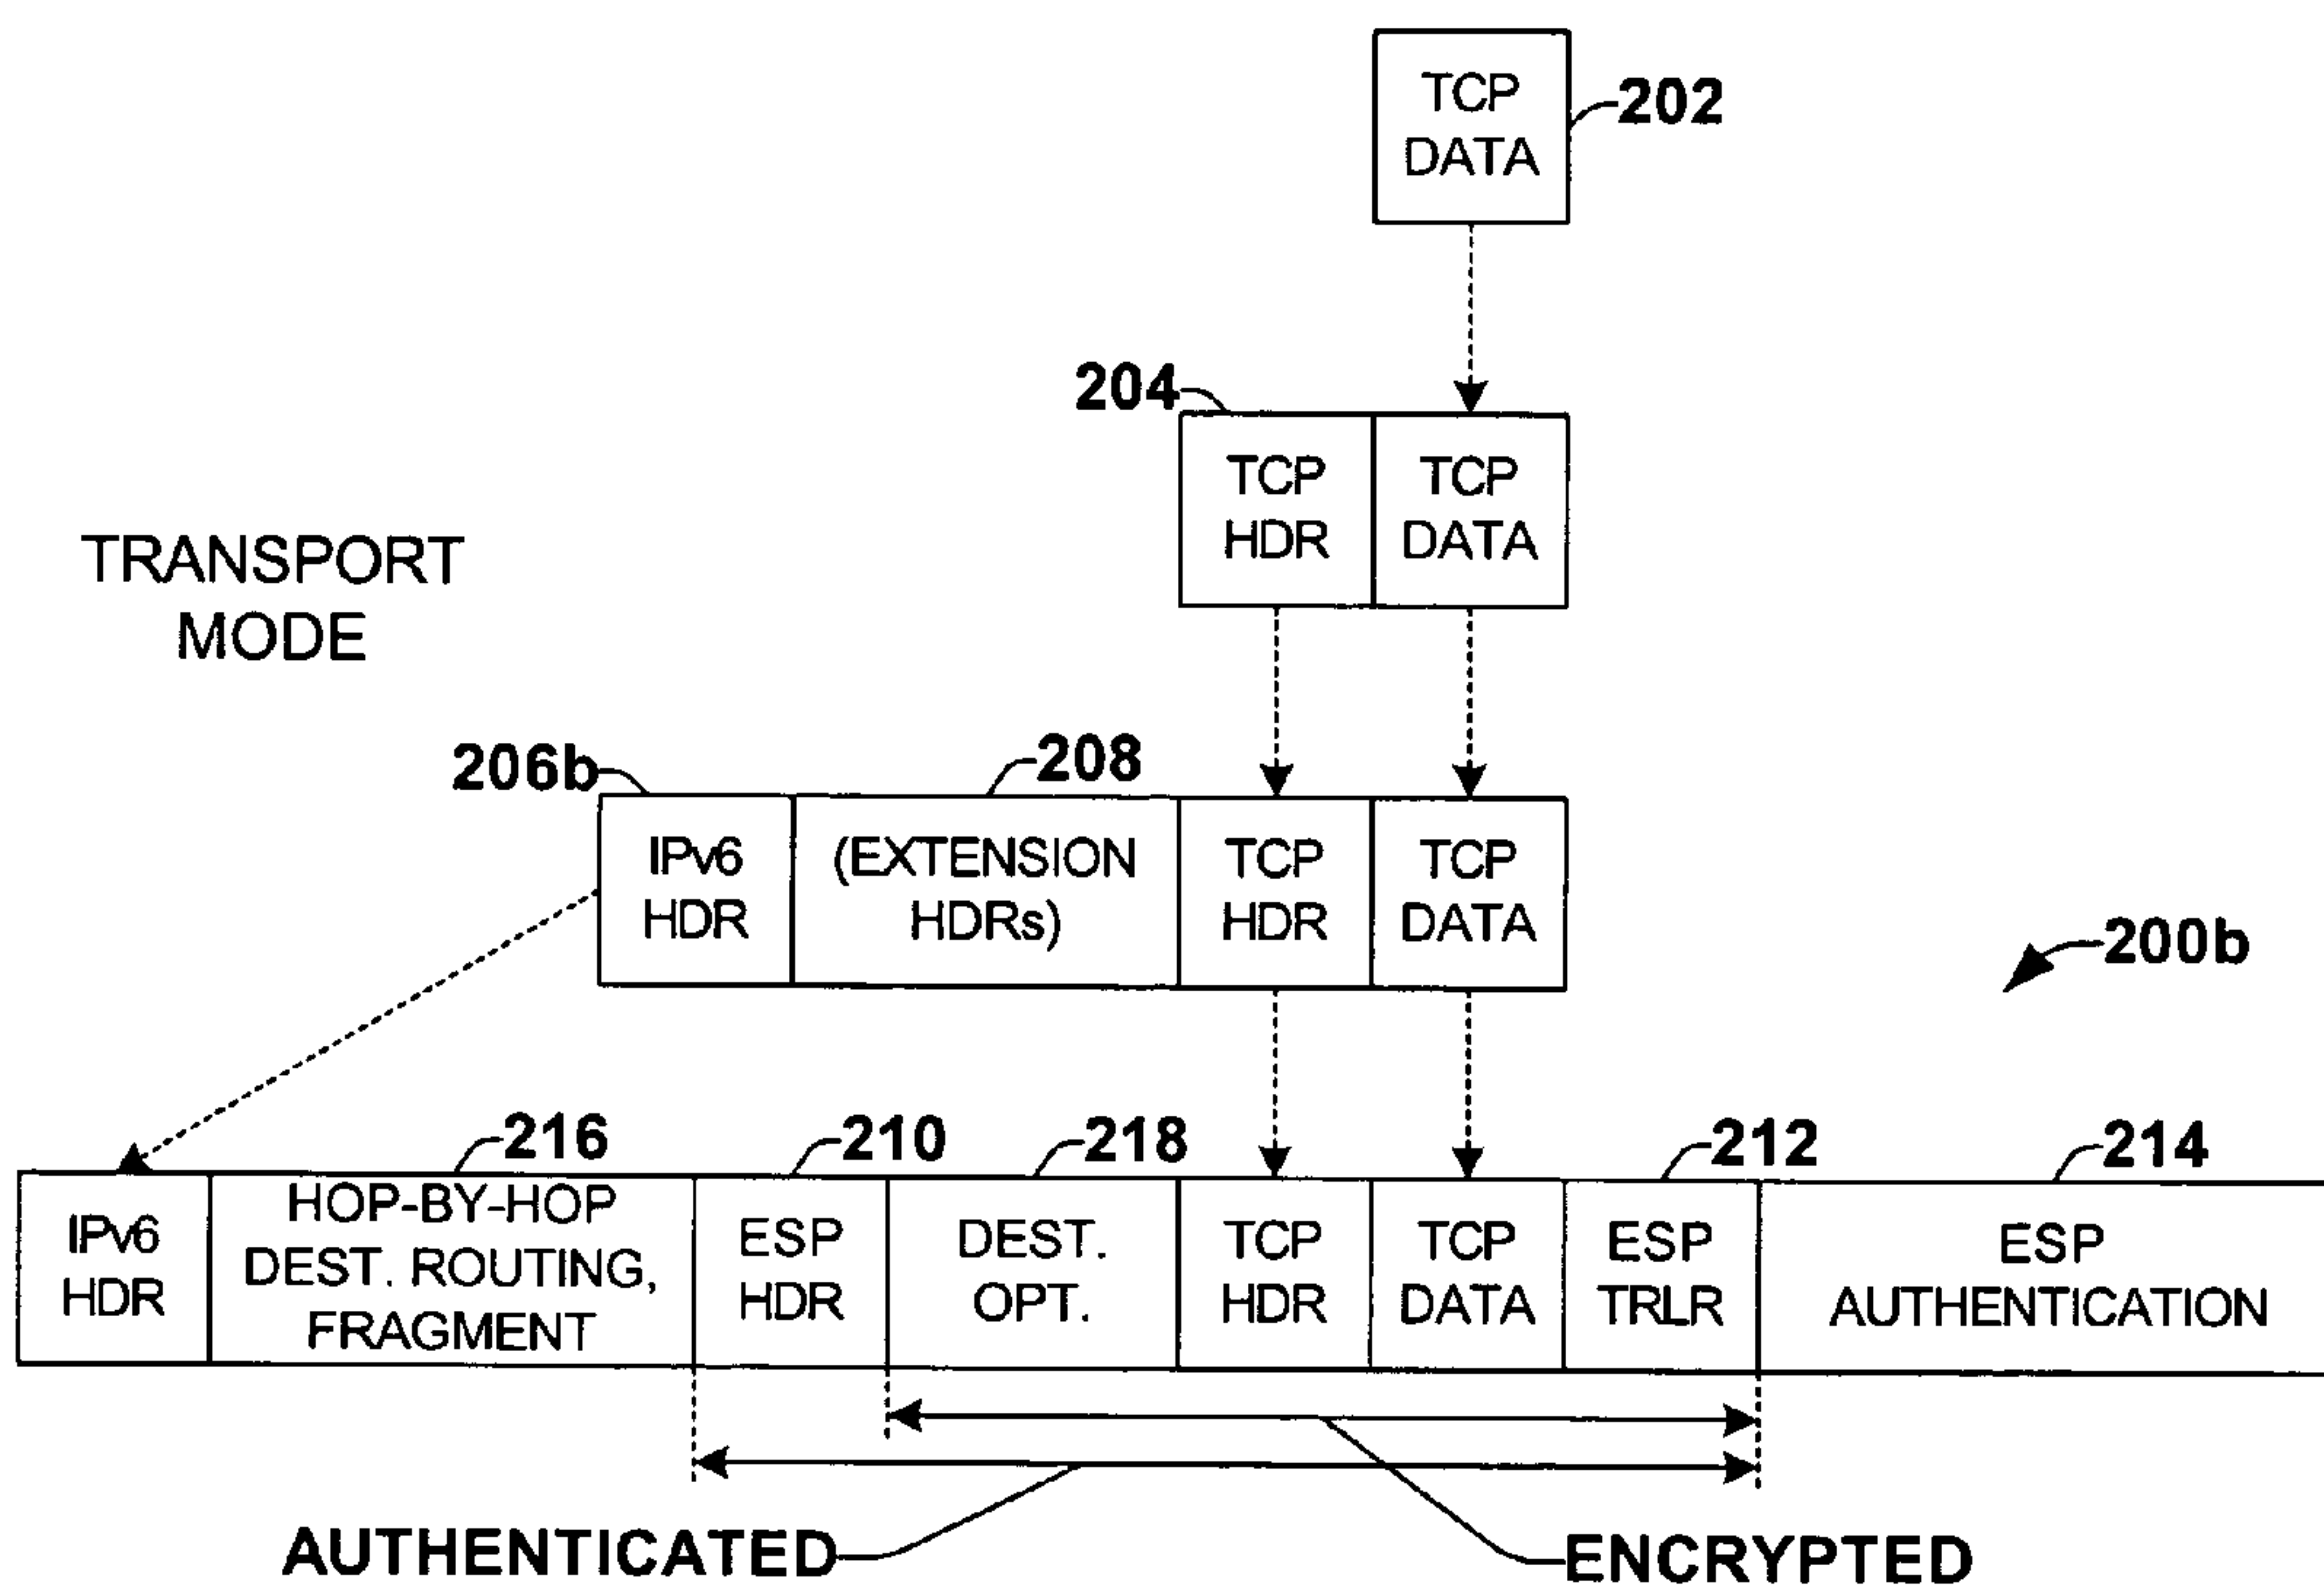 TCP
DATA
202
204
TCP
HDR
TCP
DATA
TRANSPORT
MODE
206b
208
IPv6
HDR
(EXTENSION
HDRs)
TCP
HDR
TCP
DATA
200b
216
210
218
212
214
IPv6
HDR
HOP-BY-HOP
DEST. ROUTING,
FRAGMENT
ESP
HDR
DEST.
OPT.
TCP
HDR
TCP
DATA
ESP
TRLR
ESP
AUTHENTICATION
AUTHENTICATED
ENCRYPTED